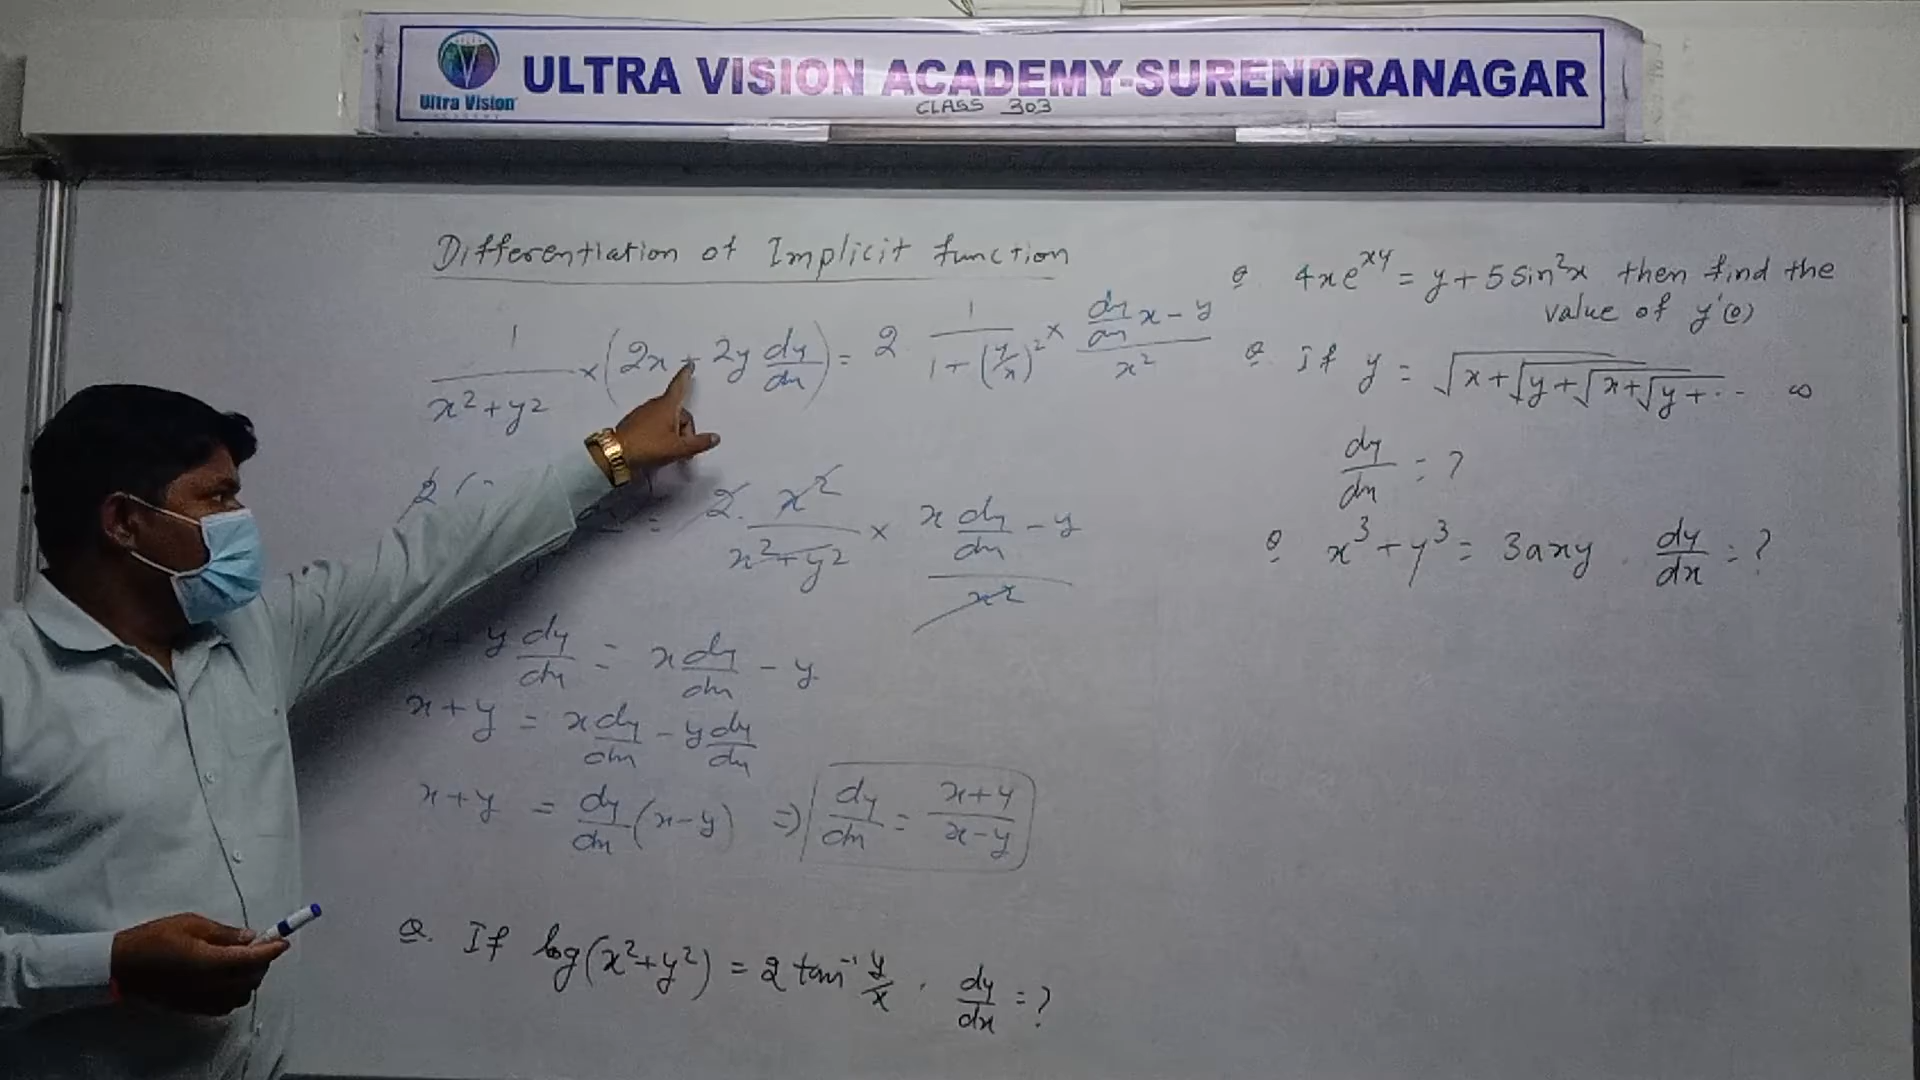 Ultra Vision
ULTRA VISION ACADEMY-SURENDRANAGAR
CLASS 303
Differentiation of Implicit function
1/(x²+y²) × (2x + 2y dy/dx) = 2 · 1/(1+(y/x)²) × (dy/dx x - y)/x²
2 ( = 2 · x²/(x²+y²) × (x dy/dx - y)/x²
x + y dy/dx = x dy/dx - y
x + y = x dy/dx - y dy/dx
x+y = dy/dx (x-y) ⇒ dy/dx = (x+y)/(x-y)
Q. If log(x²+y²) = 2 tan⁻¹ y/x . dy/dx = ?
Q. 4xe^xy = y + 5 sin²x then find the
value of y'(0)
Q. If y = √(x+√(y+√(x+√(y+... ∞
dy/dx = ?
Q x³ + y³ = 3axy . dy/dx = ?